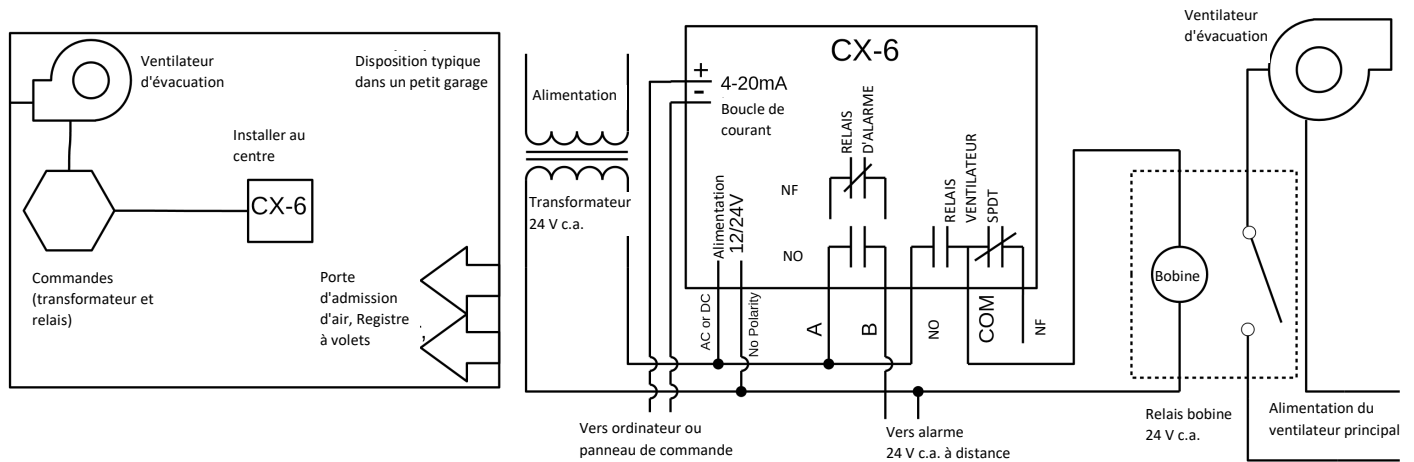 Ventilateur
d'évacuation
Disposition typique
dans un petit garage
Installer au
centre
CX-6
Commandes
(transformateur et
relais)
Porte
d'admission
d'air, Registre
à volets
Alimentation
Transformateur
24 V c.a.
CX-6
+
-
4-20mA
Boucle de
courant
RELAIS
D'ALARME
NF
NO
Alimentation
12/24V
RELAIS
VENTILATEUR
SPDT
AC or DC
No Polarity
A
B
NO
COM
NF
Vers ordinateur ou
panneau de commande
Vers alarme
24 V c.a. à distance
Ventilateur
d'évacuation
Bobine
Relais bobine
24 V c.a.
Alimentation du
ventilateur principal